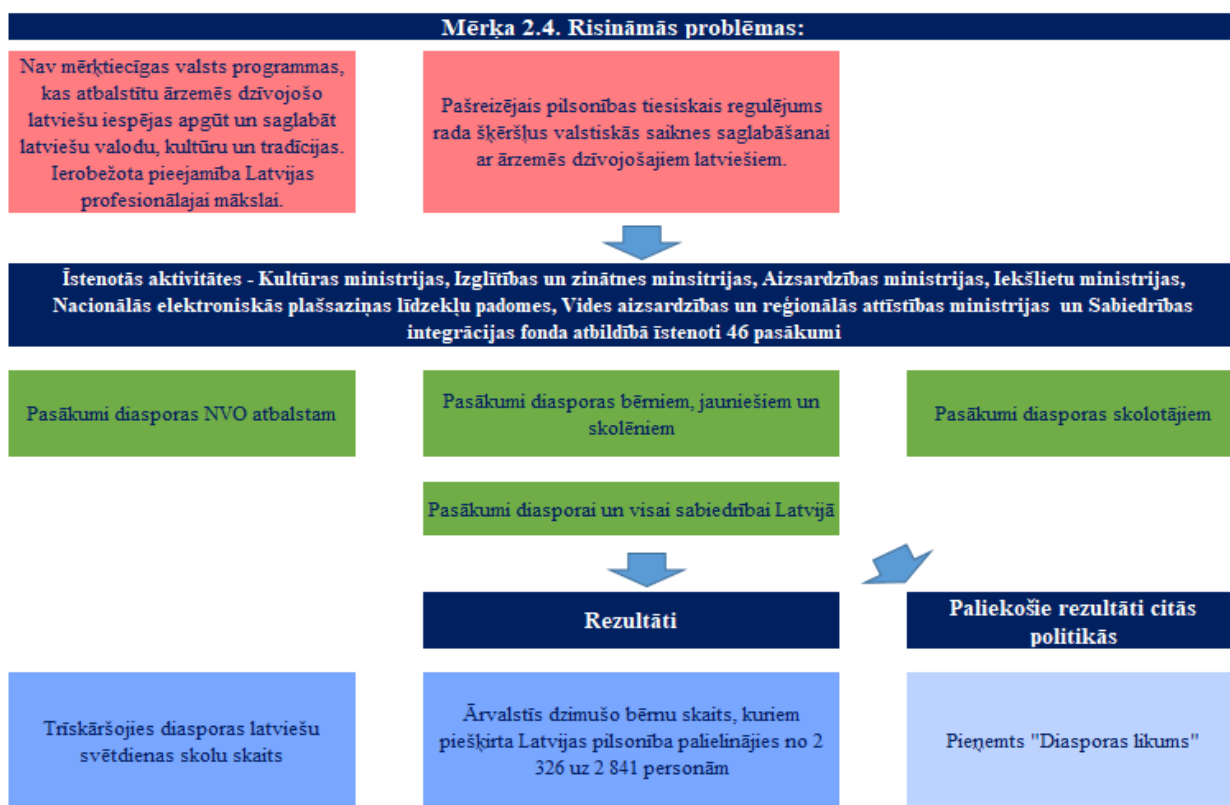 Mērķa 2.4. Risināmās problēmas:
Nav mērķtiecīgas valsts programmas,
kas atbalstītu ārzemēs dzīvojošo
latviešu iespējas apgūt un saglabāt
latviešu valodu, kultūru un tradīcijas.
Ierobežota pieejamība Latvijas
profesionālajai mākslai.
Pašreizējais pilsonības tiesiskais regulējums
rada šķēršļus valstiskās saiknes saglabāšanai
ar ārzemēs dzīvojošajiem latviešiem.
Īstenotās aktivitātes - Kultūras ministrijas, Izglītības un zinātnes minsitrijas, Aizsardzības ministrijas, Iekšlietu ministrijas,
Nacionālās elektroniskās plašsaziņas līdzekļu padomes, Vides aizsardzības un reģionālās attīstības ministrijas un Sabiedrības
integrācijas fonda atbildībā īstenoti 46 pasākumi
Pasākumi diasporas NVO atbalstam
Pasākumi diasporas bērniem, jauniešiem un
skolēniem
Pasākumi diasporas skolotājiem
Pasākumi diasporai un visai sabiedrībai Latvijā
Rezultāti
Paliekošie rezultāti citās
politikās
Trīskāršojies diasporas latviešu
svētdienas skolu skaits
Ārvalstīs dzimušo bērnu skaits, kuriem
piešķirta Latvijas pilsonība palielinājies no 2
326 uz 2 841 personām
Pieņemts "Diasporas likums"